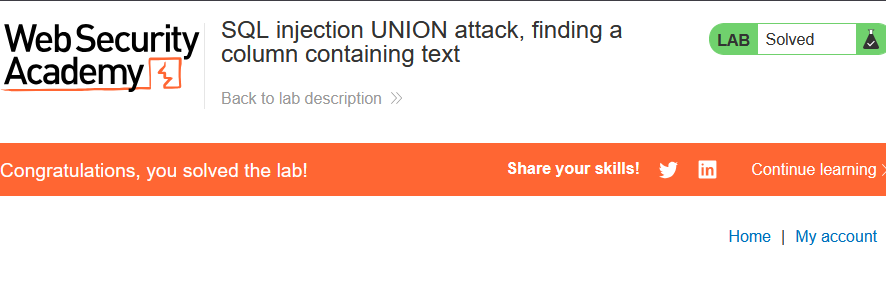 Web Security
Academy
SQL injection UNION attack, finding a
column containing text
Back to lab description
LAB Solved
Congratulations, you solved the lab!
Share your skills!
Continue learning
Home | My account